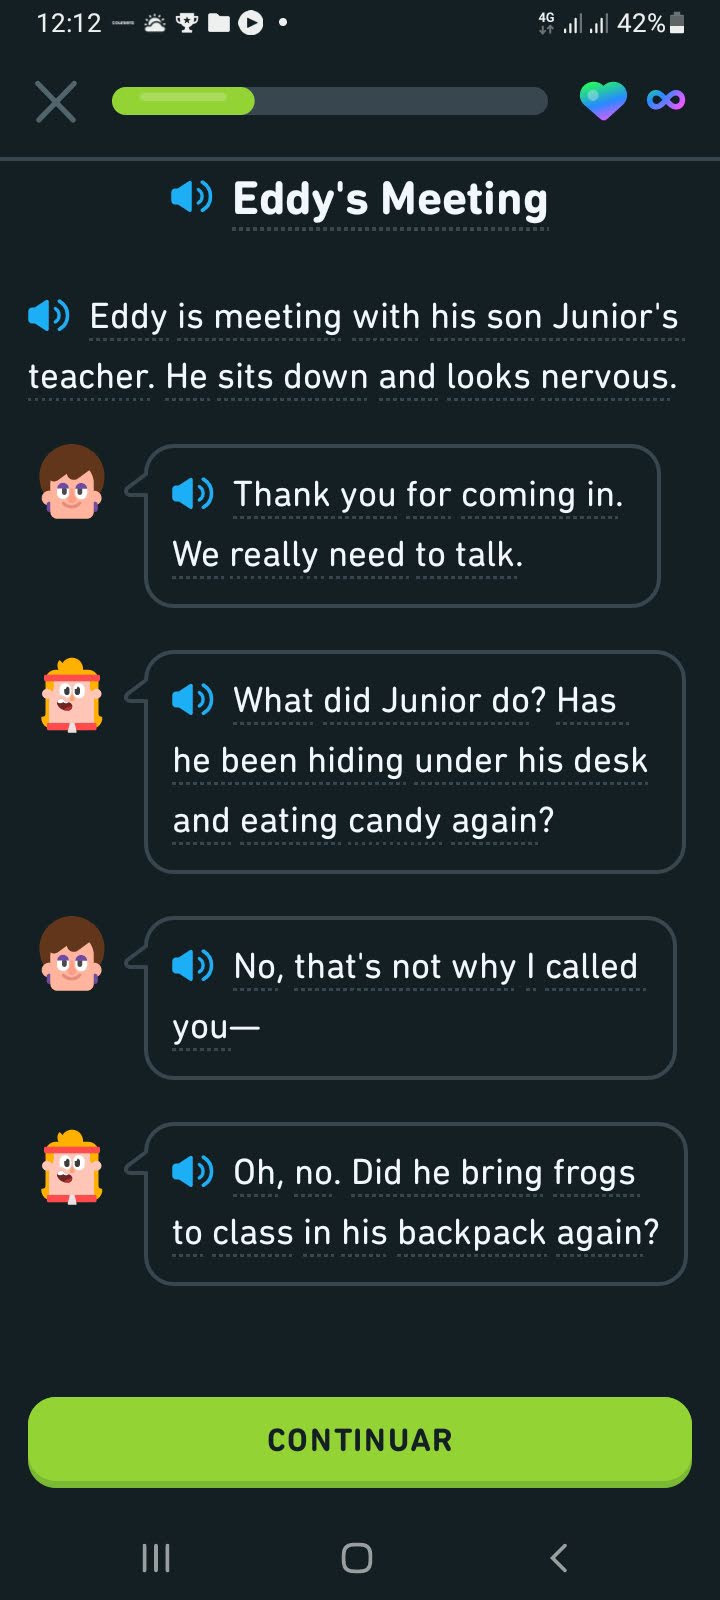 12:12
4G 42%
Eddy's Meeting
Eddy is meeting with his son Junior's
teacher. He sits down and looks nervous.
Thank you for coming in.
We really need to talk.
What did Junior do? Has
he been hiding under his desk
and eating candy again?
No, that's not why I called
you—
Oh, no. Did he bring frogs
to class in his backpack again?
CONTINUAR